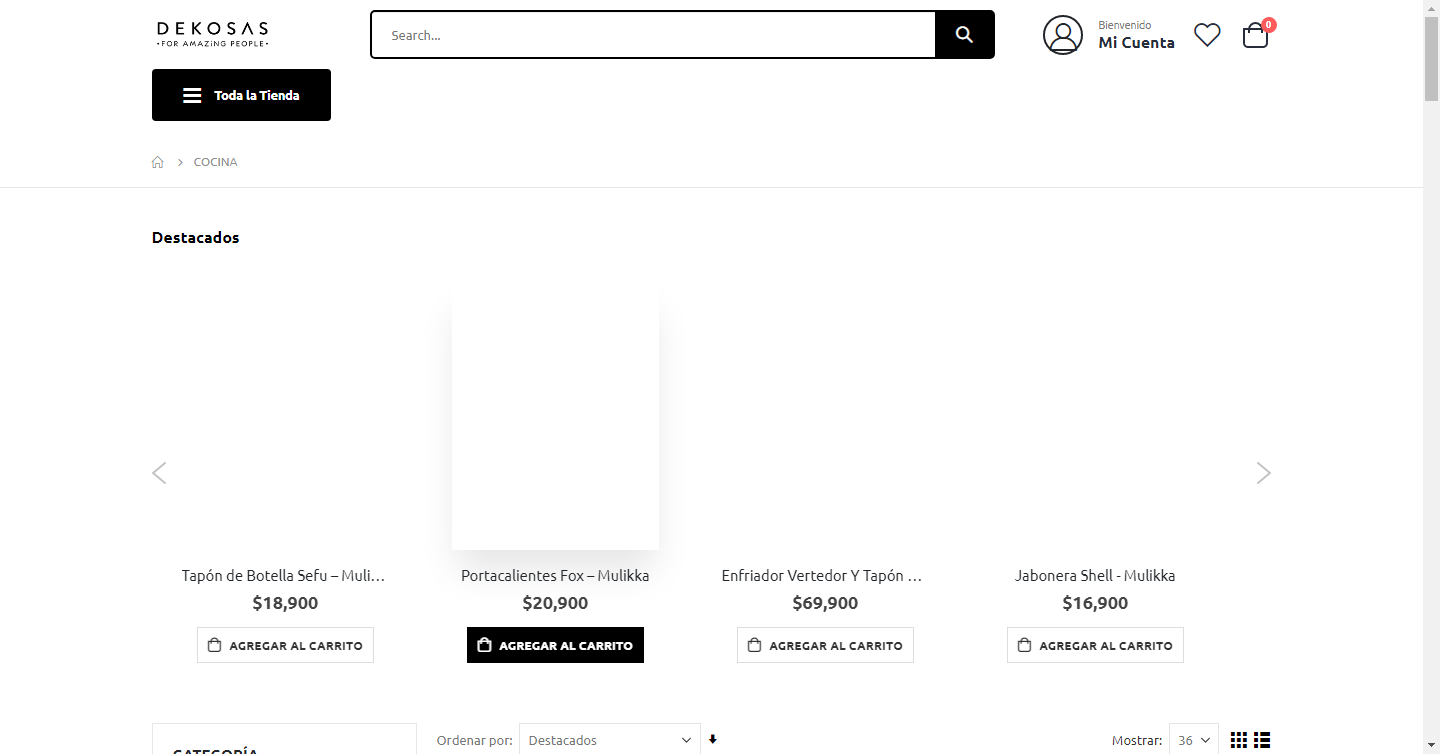 DEKOSAS
•FOR AMAZiNG PEOPLE•
Search...
Bienvenido
Mi Cuenta
0
Toda la Tienda
COCINA
Destacados
Tapón de Botella Sefu – Muli...
$18,900
AGREGAR AL CARRITO
Portacalientes Fox – Mulikka
$20,900
AGREGAR AL CARRITO
Enfriador Vertedor Y Tapón ...
$69,900
AGREGAR AL CARRITO
Jabonera Shell - Mulikka
$16,900
AGREGAR AL CARRITO
CATEGORÍA
Ordenar por: Destacados
Mostrar: 36